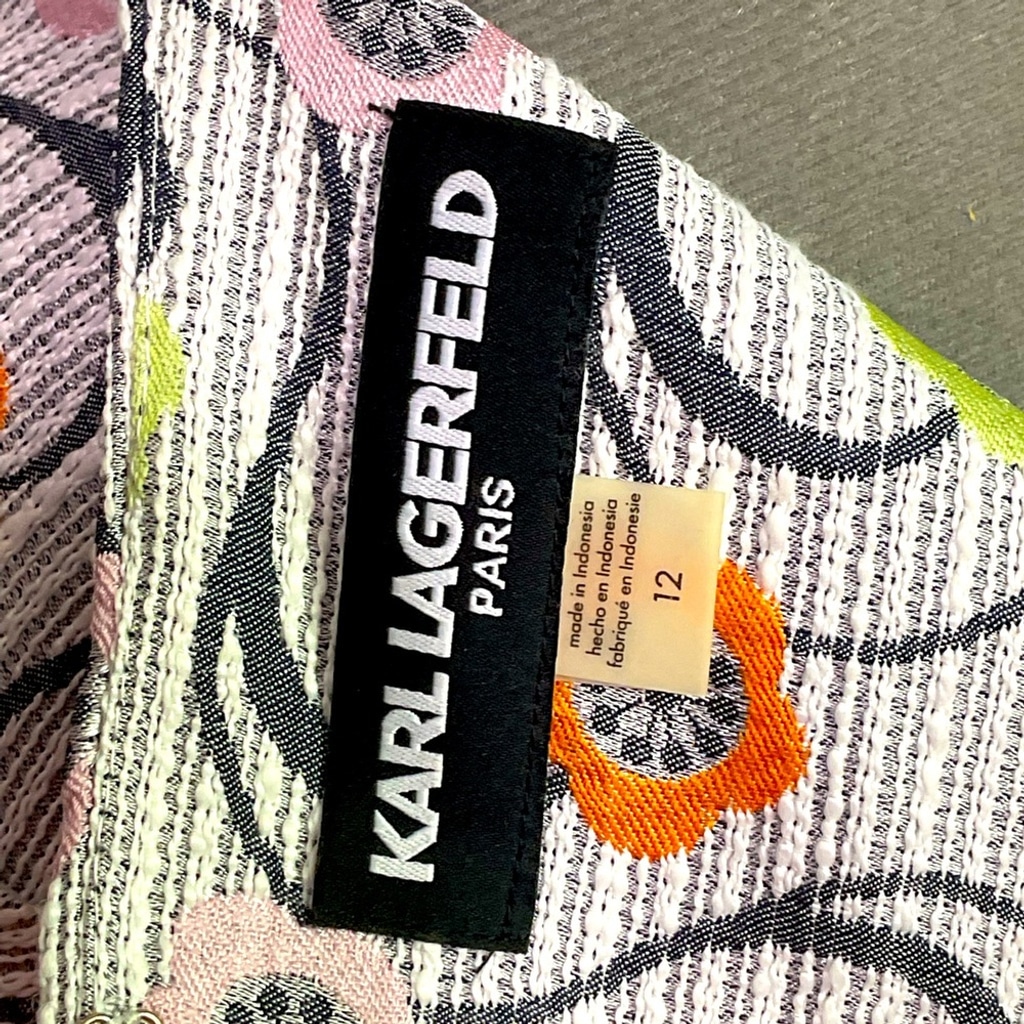 KARL LAGERFELD
PARIS
made in Indonesia
hecho en Indonesia
fabriqué en Indonesie
12